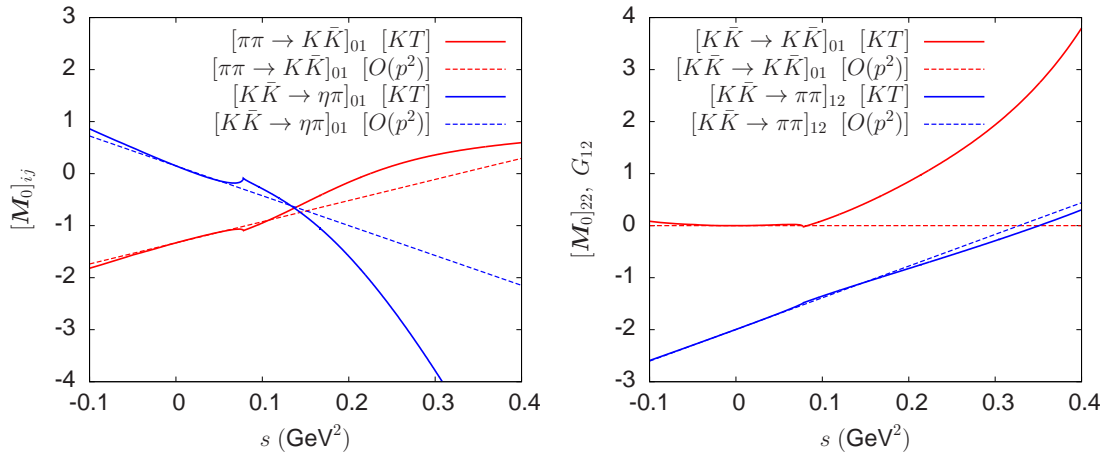 3
2
1
0
-1
-2
-3
-4
[M₀]ᵢⱼ
[ππ → KK̄]₀₁ [KT]
[ππ → KK̄]₀₁ [O(p²)]
[KK̄ → ηπ]₀₁ [KT]
[KK̄ → ηπ]₀₁ [O(p²)]
-0.1 0 0.1 0.2 0.3 0.4
s (GeV²)
4
3
2
1
0
-1
-2
-3
[M₀]₂₂, G₁₂
[KK̄ → KK̄]₀₁ [KT]
[KK̄ → KK̄]₀₁ [O(p²)]
[KK̄ → ππ]₁₂ [KT]
[KK̄ → ππ]₁₂ [O(p²)]
-0.1 0 0.1 0.2 0.3 0.4
s (GeV²)